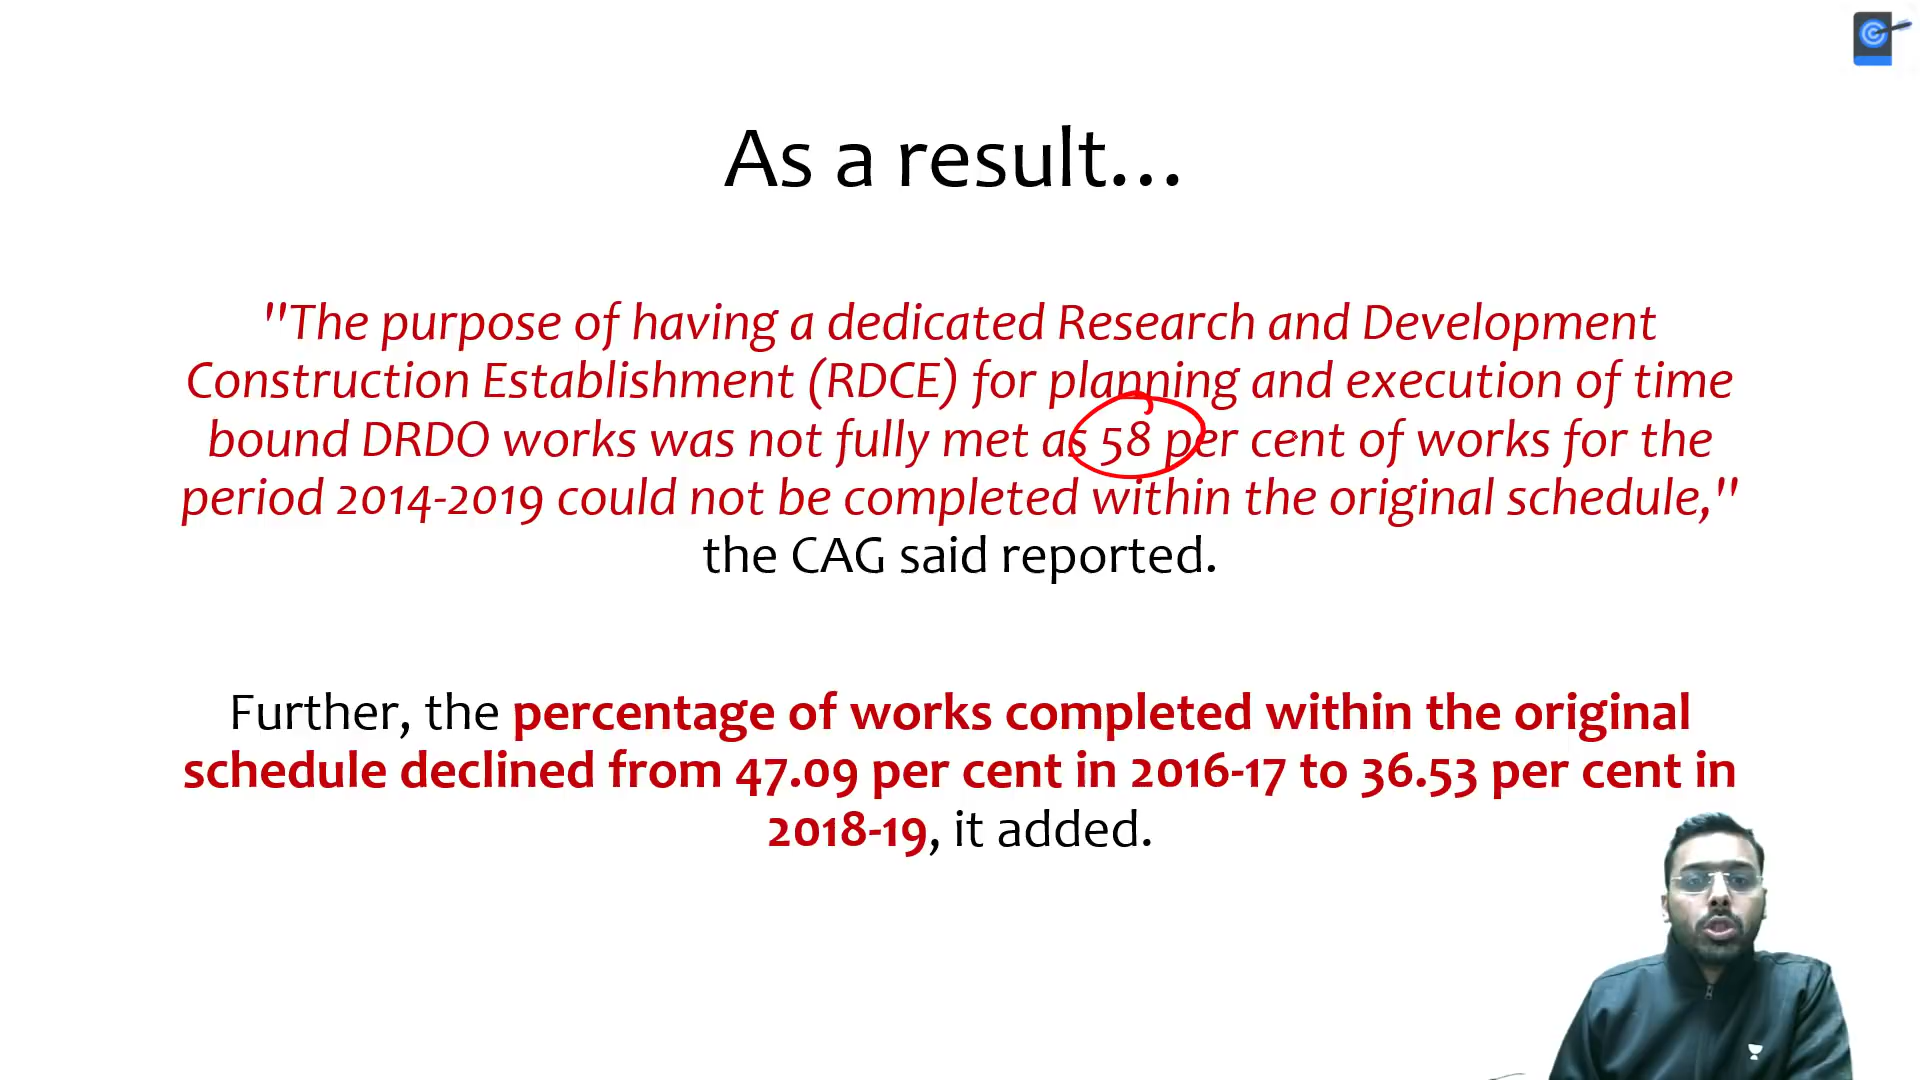 As a result...
"The purpose of having a dedicated Research and Development
Construction Establishment (RDCE) for planning and execution of time
bound DRDO works was not fully met as 58 per cent of works for the
period 2014-2019 could not be completed within the original schedule,"
the CAG said reported.
Further, the percentage of works completed within the original
schedule declined from 47.09 per cent in 2016-17 to 36.53 per cent in
2018-19, it added.